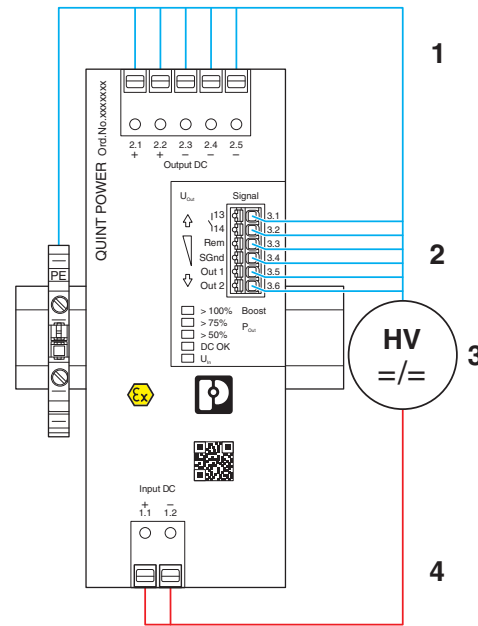 1
QUINT POWER Ord.No.xxxxxxx
2.1 2.2 2.3 2.4 2.5
+ + – – –
Output DC
UOut
Signal
13 3.1
14 3.2
Rem 3.3
SGnd 3.4
Out 1 3.5
Out 2 3.6
2
PE
> 100% Boost
> 75% POut
> 50%
DC OK
Uin
HV
=/=
3
Ex
Input DC
+ –
1.1 1.2
4